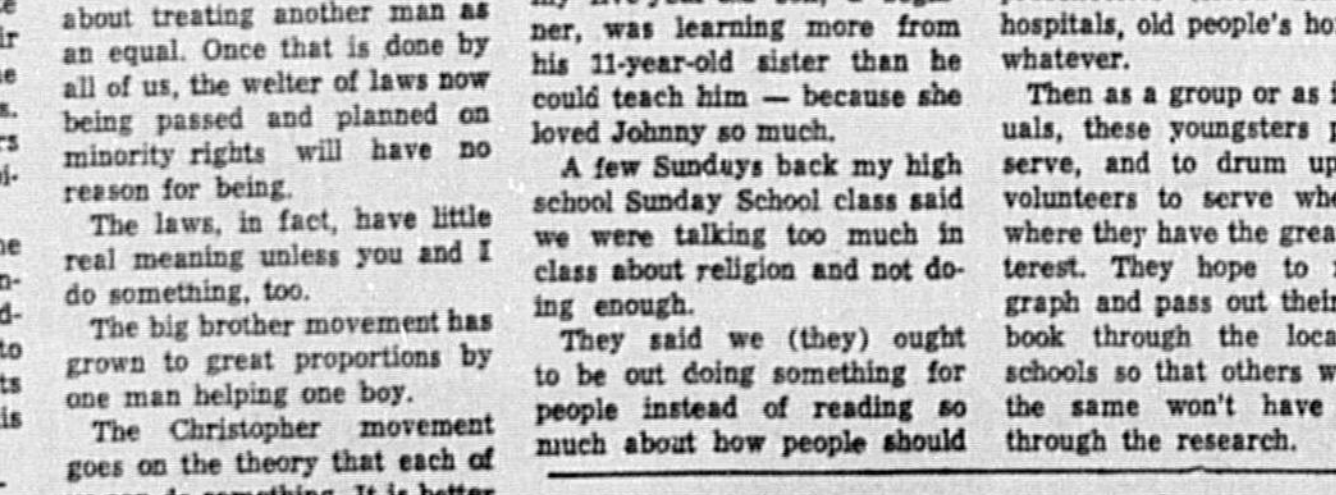 about treating another man as
an equal. Once that is done by
all of us, the welter of laws now
being passed and planned on
minority rights will have no
reason for being.
The laws, in fact, have little
real meaning unless you and I
do something, too.
The big brother movement has
grown to great proportions by
one man helping one boy.
The Christopher movement
goes on the theory that each of
ner, was learning more from
his 11-year-old sister than he
could teach him — because she
loved Johnny so much.
A few Sundays back my high
school Sunday School class said
we were talking too much in
class about religion and not do-
ing enough.
They said we (they) ought
to be out doing something for
people instead of reading so
much about how people should
hospitals, old people's ho
whatever.
Then as a group or as i
uals, these youngsters p
serve, and to drum up
volunteers to serve whe
where they have the grea
terest. They hope to
graph and pass out their
book through the loca
schools so that others w
the same won't have
through the research.